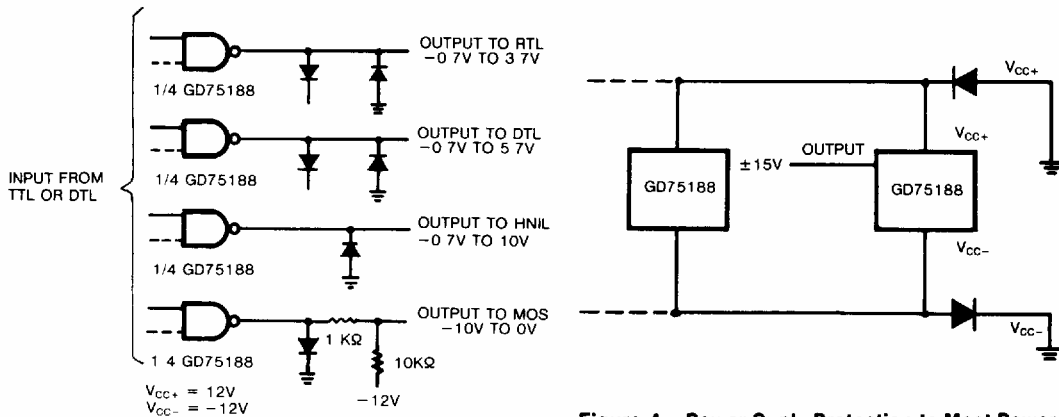 OUTPUT TO RTL
−0 7V TO 3 7V
1/4 GD75188
OUTPUT TO DTL
−0 7V TO 5 7V
1/4 GD75188
INPUT FROM
TTL OR DTL
OUTPUT TO HNIL
−0 7V TO 10V
1/4 GD75188
OUTPUT TO MOS
−10V TO 0V
1 KΩ
1 4 GD75188
10KΩ
−12V
VCC+ = 12V
VCC− = −12V
VCC+
VCC+
±15V
OUTPUT
GD75188
GD75188
VCC−
VCC−